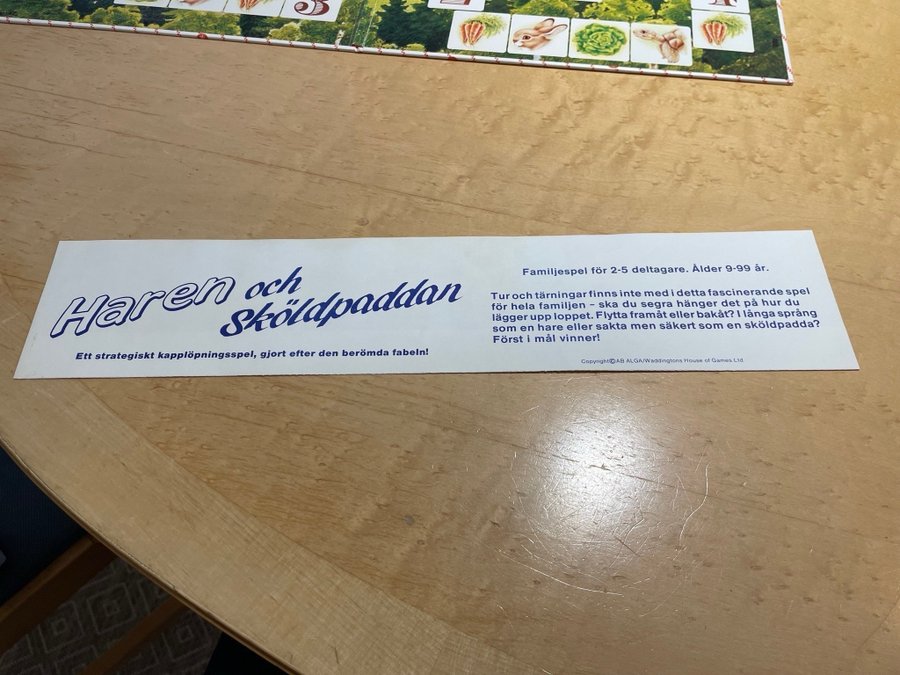 3
Haren och
Sköldpaddan
Ett strategiskt kapplöpningsspel, gjort efter den berömda fabeln!
Familjespel för 2-5 deltagare. Ålder 9-99 år.
Tur och tärningar finns inte med i detta fascinerande spel
för hela familjen – ska du segra hänger det på hur du
lägger upp loppet. Flytta framåt eller bakåt? I långa språng
som en hare eller sakta men säkert som en sköldpadda?
Först i mål vinner!
Copyright©AB ALGA/Waddingtons House of Games Ltd